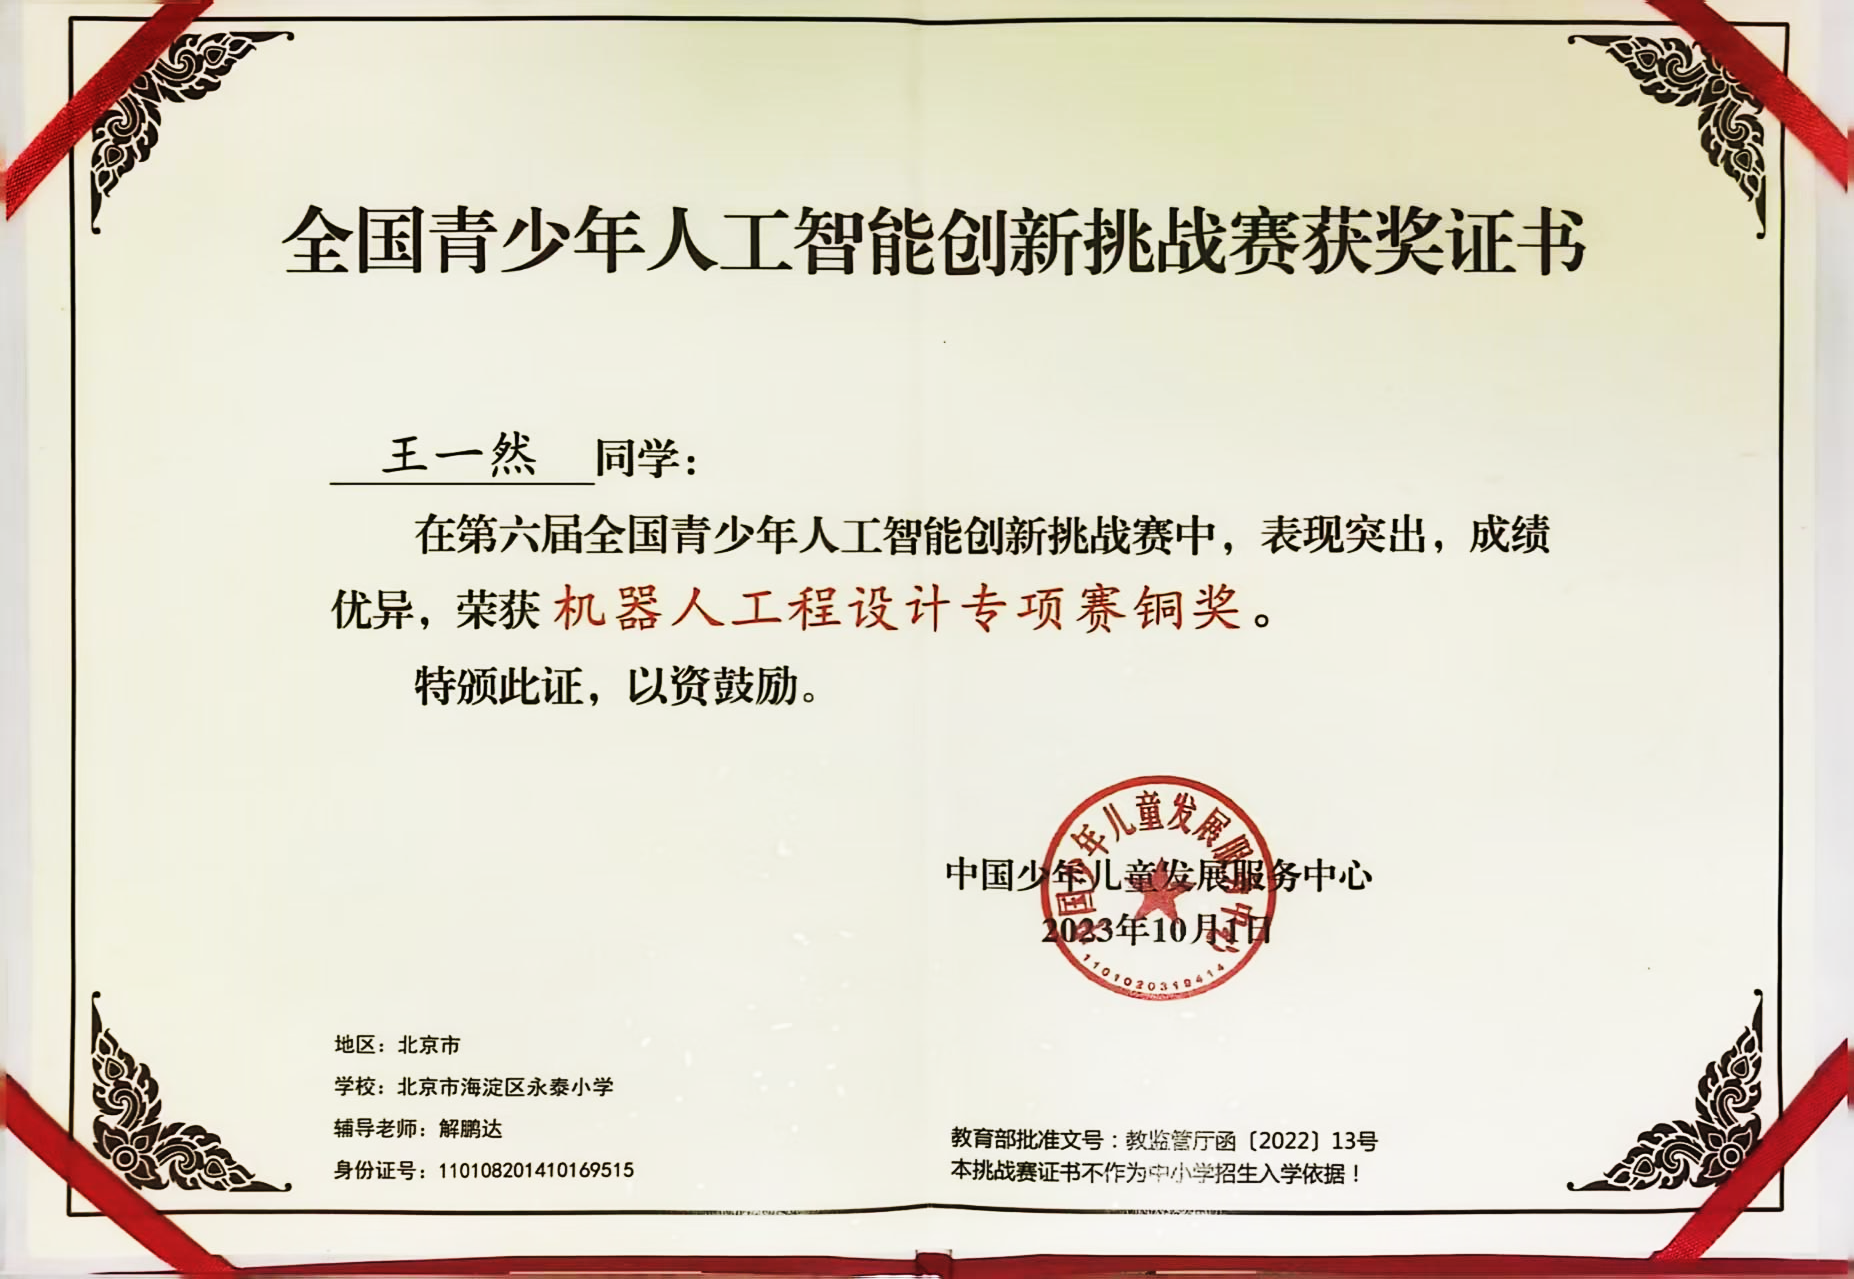 全国青少年人工智能创新挑战赛获奖证书
王一然 同学：
在第六届全国青少年人工智能创新挑战赛中，表现突出，成绩
优异，荣获 机器人工程设计专项赛铜奖。
特颁此证，以资鼓励。
中国少年儿童发展服务中心
中国少年儿童发展服务中心
2023年10月1日
1101020319414
地区：北京市
学校：北京市海淀区永泰小学
辅导老师：解鹏达
身份证号：110108201410169515
教育部批准文号：教监管厅函〔2022〕13号
本挑战赛证书不作为中小学招生入学依据！